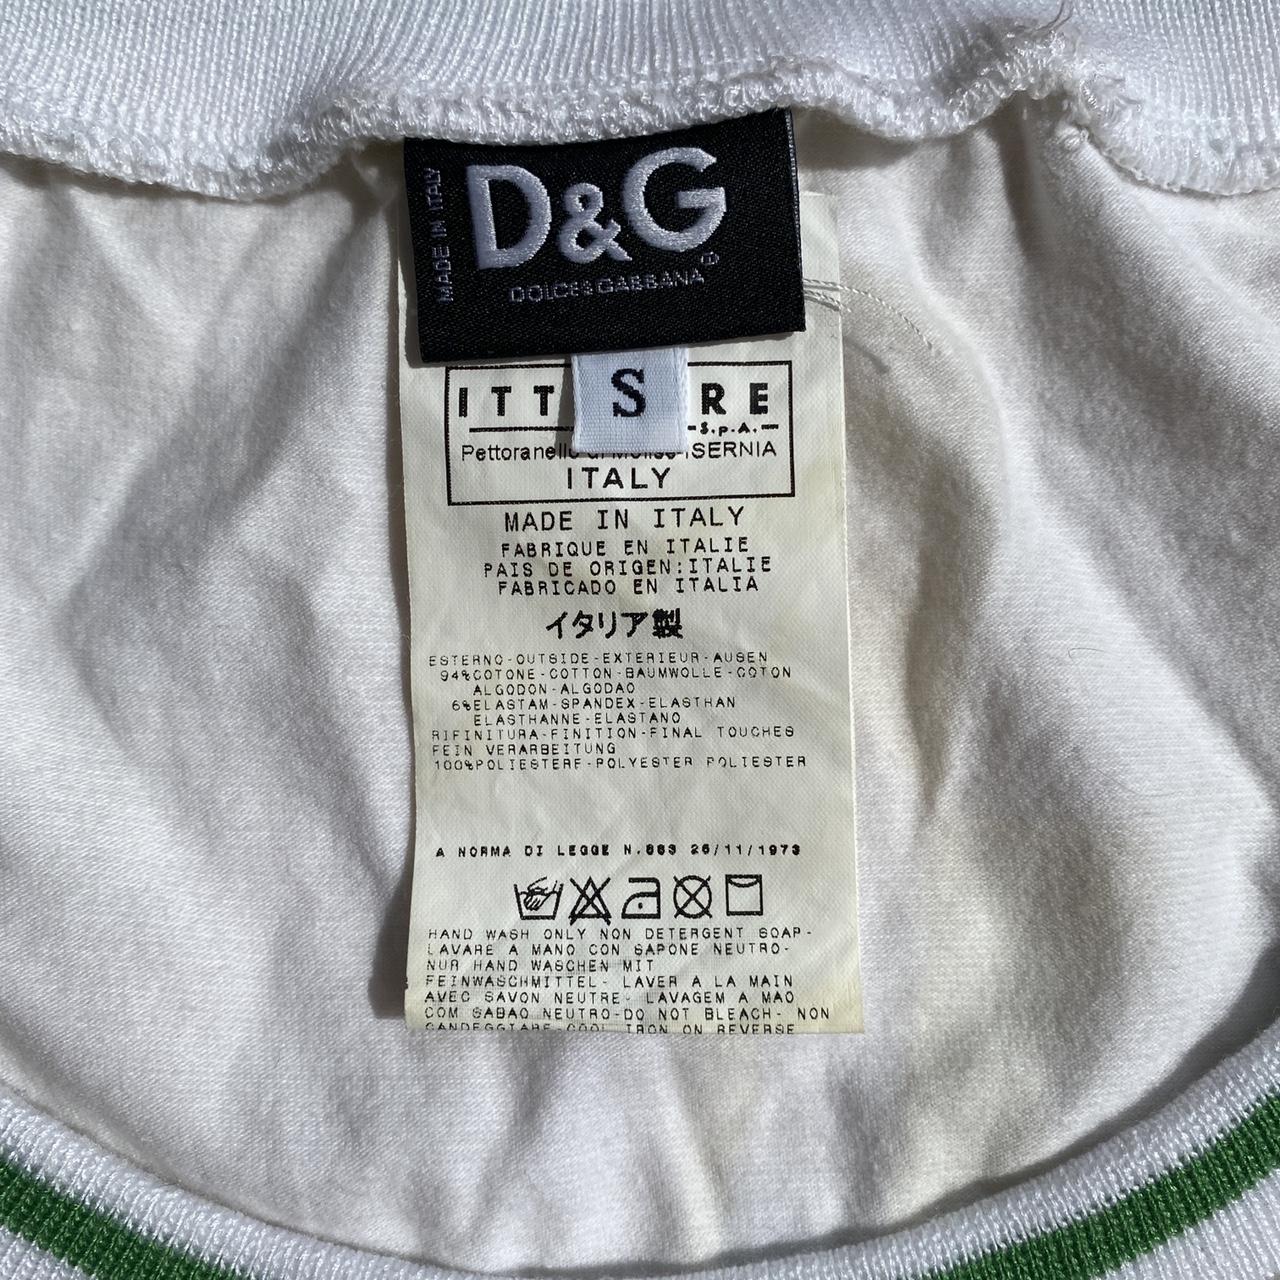 MADE IN ITALY
D&G®
DOLCE&GABBANA
S
ITT RE
S.p.A.
Pettoranello di Molise-ISERNIA
ITALY
MADE IN ITALY
FABRIQUE EN ITALIE
PAIS DE ORIGEN:ITALIE
FABRICADO EN ITALIA
イタリア製
ESTERNO-OUTSIDE-EXTERIEUR-AUSEN
94%COTONE-COTTON-BAUMWOLLE-COTON
ALGODON-ALGODAO
6%ELASTAM-SPANDEX-ELASTHAN
ELASTHANNE-ELASTANO
RIFINITURA-FINITION-FINAL TOUCHES
FEIN VERARBEITUNG
100%POLIESTERE-POLYESTER POLIESTER
A NORMA DI LEGGE N.883 26/11/1973
HAND WASH ONLY NON DETERGENT SOAP-
LAVARE A MANO CON SAPONE NEUTRO-
NUR HAND WASCHEN MIT
FEINWASCHMITTEL- LAVER A LA MAIN
AVEC SAVON NEUTRE- LAVAGEM A MAO
COM SABAO NEUTRO-DO NOT BLEACH- NON
CANDEGGIARE-COOL IRON ON REVERSE